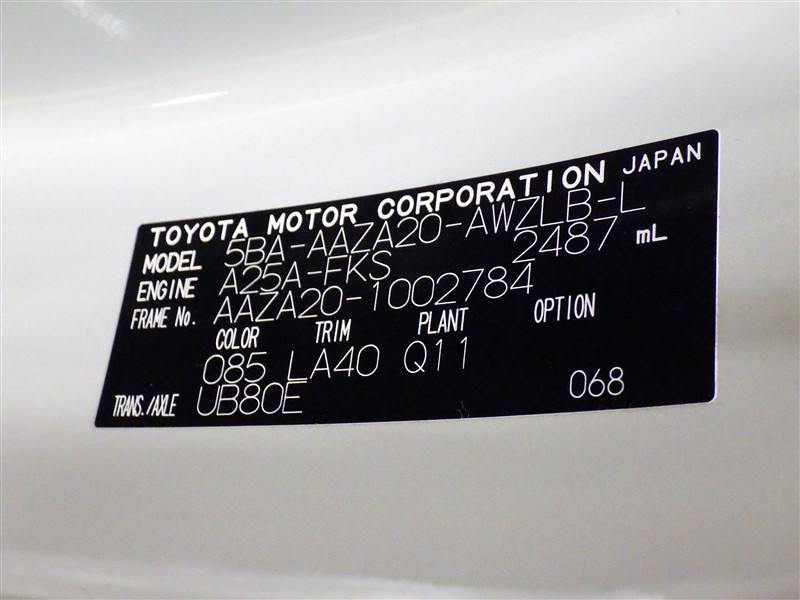 TOYOTA MOTOR CORPORATION JAPAN
MODEL 5BA-AAZA20-AWZLB-L
ENGINE A25A-FKS 2487 mL
FRAME No. AAZA20-1002784
COLOR TRIM PLANT OPTION
085 LA40 Q11
TRANS./AXLE UB80E 068